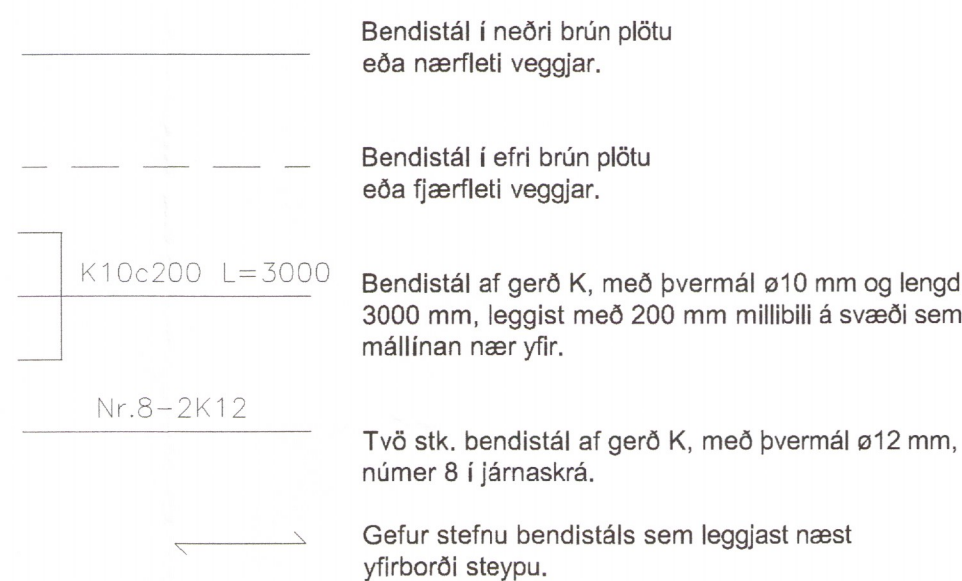 Bendistál í neðri brún plötu
eða nærfleti veggjar.
Bendistál í efri brún plötu
eða fjærfleti veggjar.
K10c200 L=3000
Bendistál af gerð K, með þvermál ø10 mm og lengd
3000 mm, leggist með 200 mm millibili á svæði sem
mállínan nær yfir.
Nr.8-2K12
Tvö stk. bendistál af gerð K, með þvermál ø12 mm,
númer 8 í járnaskrá.
Gefur stefnu bendistáls sem leggjast næst
yfirborði steypu.